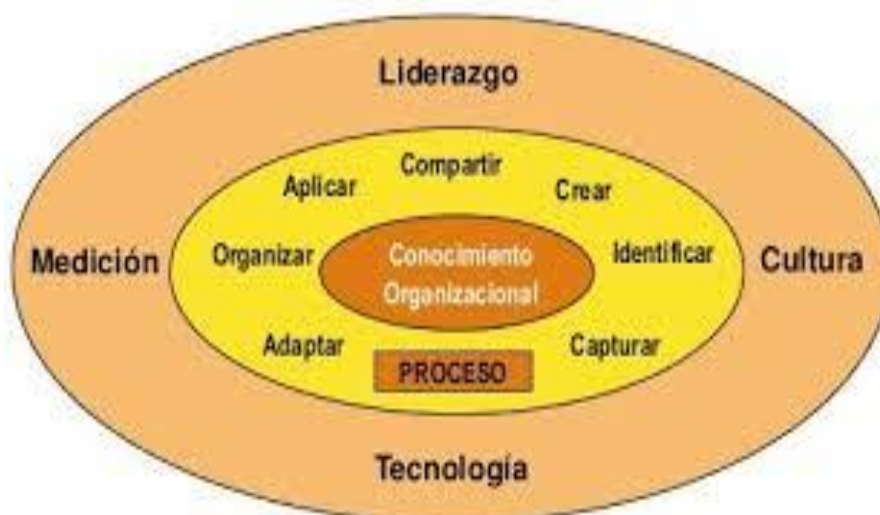 Liderazgo
Compartir
Aplicar
Crear
Medición
Organizar
Conocimiento
Organizacional
Identificar
Cultura
Adaptar
PROCESO
Capturar
Tecnología